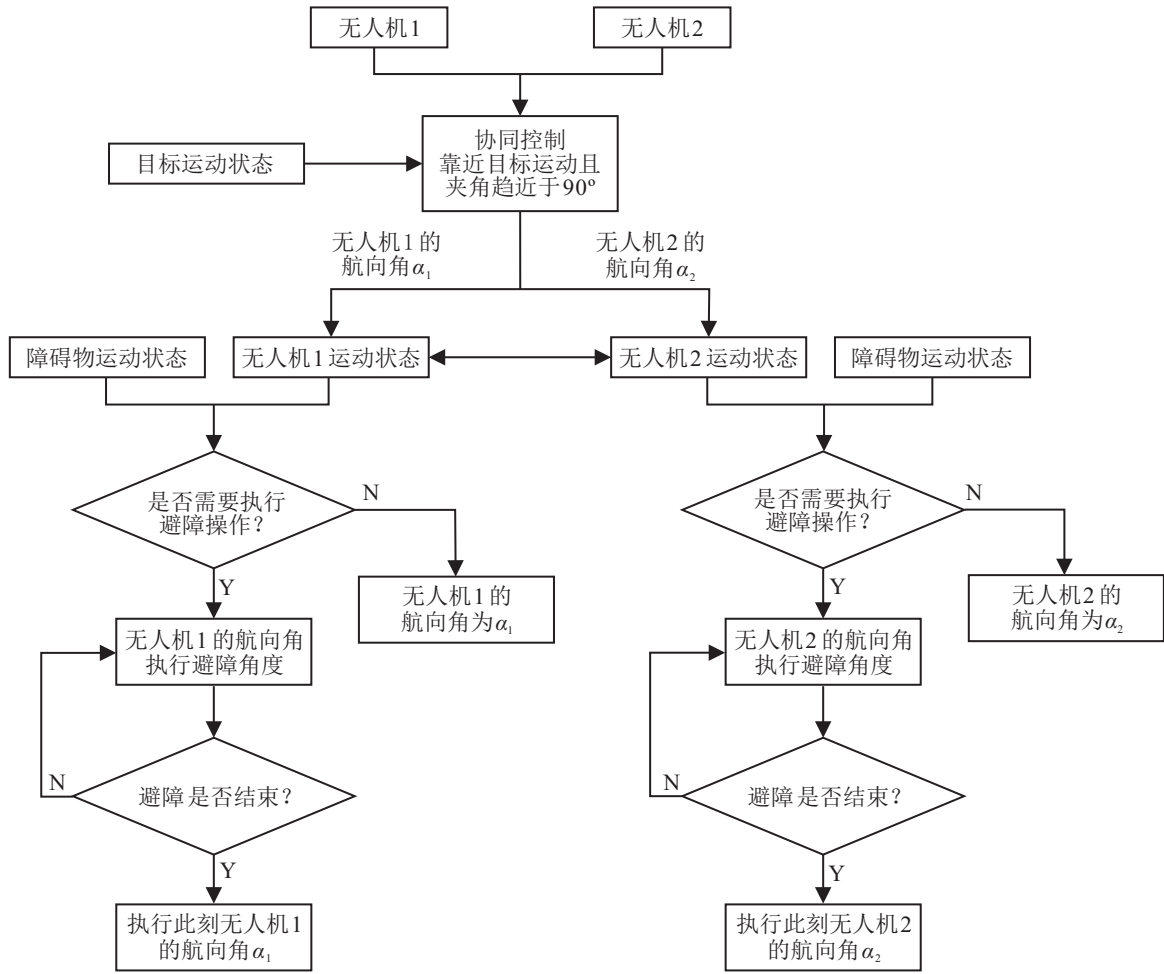 无人机1
无人机2
协同控制
靠近目标运动且
夹角趋近于90°
目标运动状态
无人机1的
航向角α₁
无人机2的
航向角α₂
障碍物运动状态
无人机1运动状态
无人机2运动状态
障碍物运动状态
是否需要执行
避障操作?
N
是否需要执行
避障操作?
N
Y
无人机1的
航向角为α₁
Y
无人机2的
航向角为α₂
无人机1的航向角
执行避障角度
无人机2的航向角
执行避障角度
N
避障是否结束?
N
避障是否结束?
Y
Y
执行此刻无人机1
的航向角α₁
执行此刻无人机2
的航向角α₂